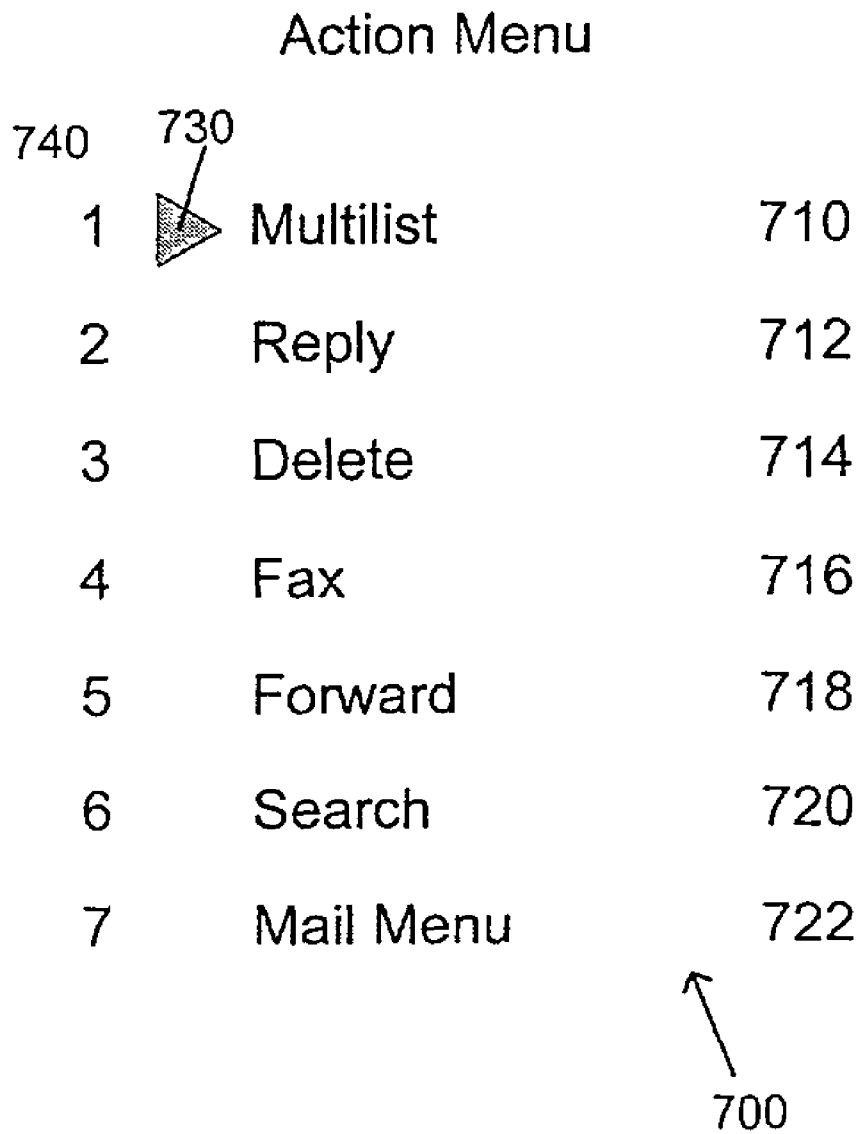 Action Menu
740 730
1 Multilist 710
2 Reply 712
3 Delete 714
4 Fax 716
5 Forward 718
6 Search 720
7 Mail Menu 722
700